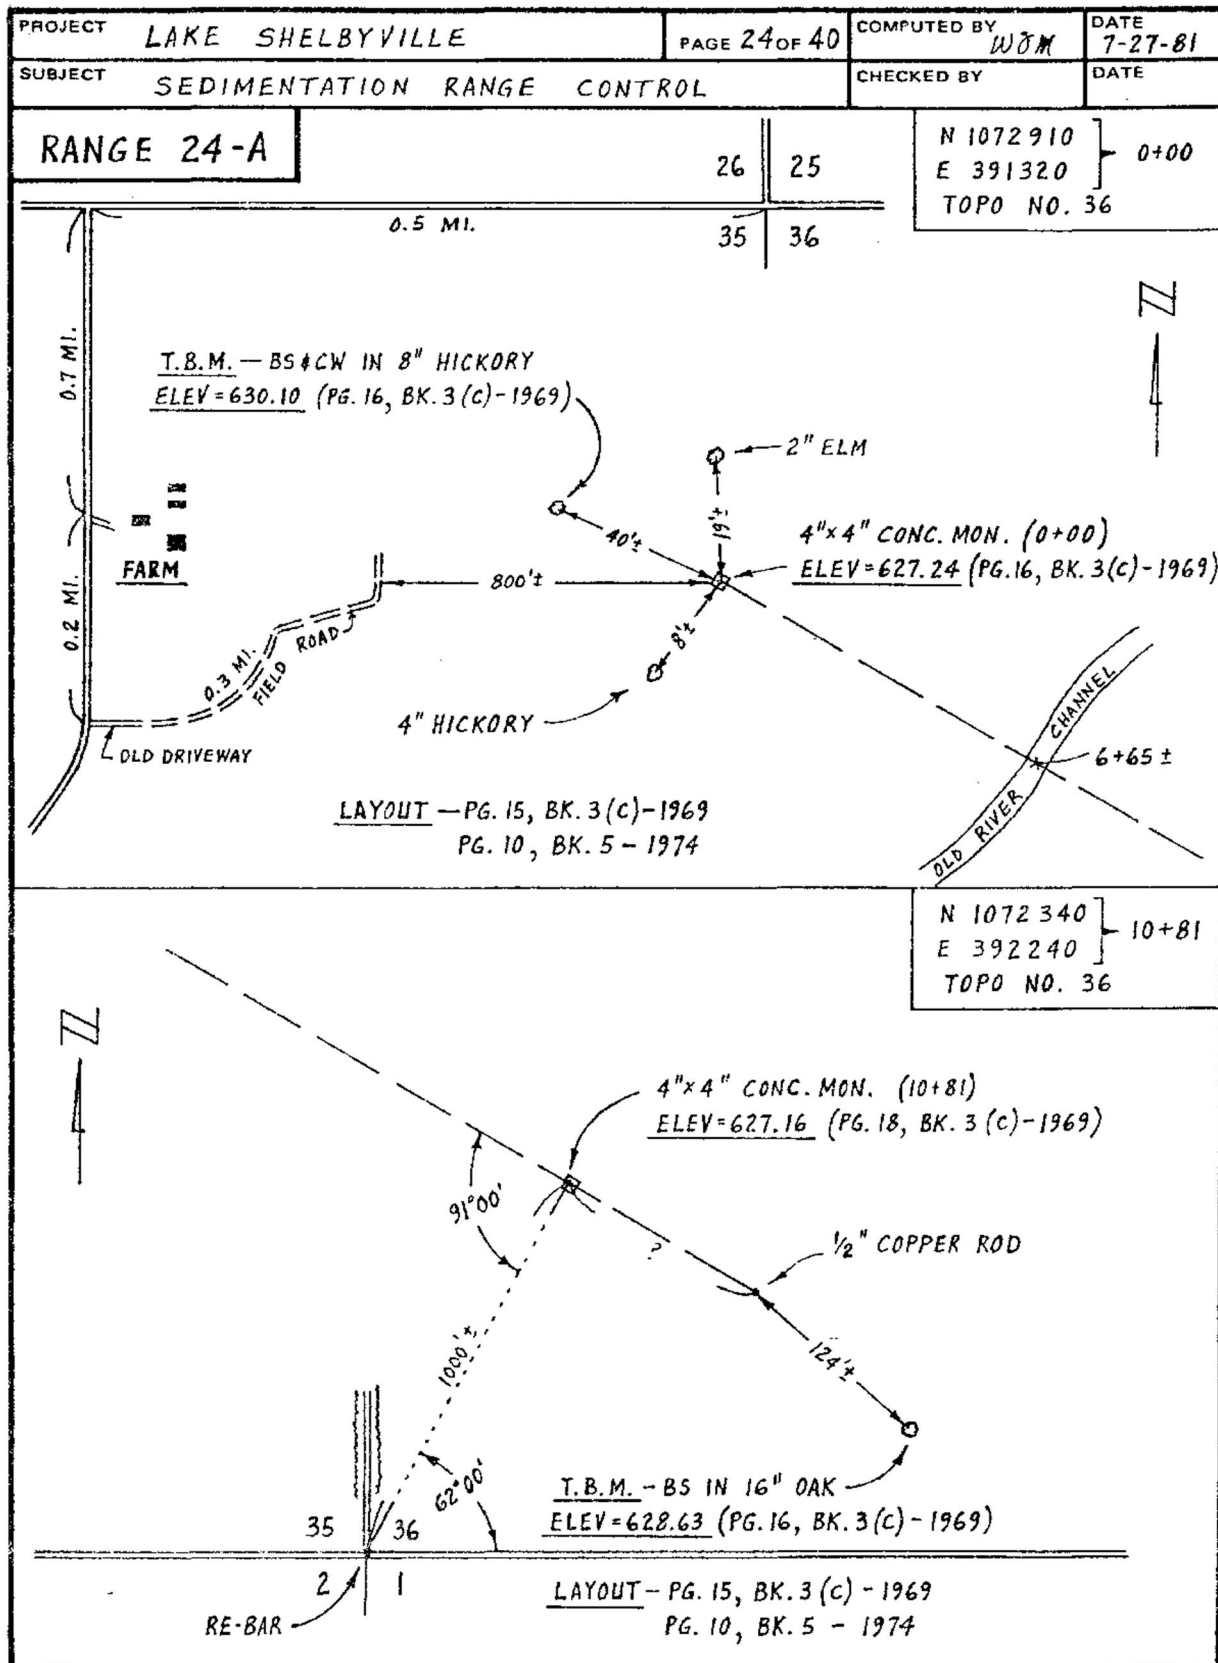 PROJECT LAKE SHELBYVILLE
PAGE 24 OF 40
COMPUTED BY WJM
DATE 7-27-81
SUBJECT SEDIMENTATION RANGE CONTROL
CHECKED BY
DATE
RANGE 24-A
26 25
35 36
N 1072910
E 391320
0+00
TOPO NO. 36
0.5 MI.
N
0.7 MI.
T.B.M. — BS & CW IN 8" HICKORY
ELEV = 630.10 (PG. 16, BK. 3 (C) - 1969)
2" ELM
19'±
40'±
4"x4" CONC. MON. (0+00)
ELEV = 627.24 (PG. 16, BK. 3(C) - 1969)
FARM
800'±
0.2 MI.
8'±
0.3 MI.
FIELD ROAD
4" HICKORY
OLD DRIVEWAY
OLD RIVER CHANNEL
6+65 ±
LAYOUT — PG. 15, BK. 3 (C) - 1969
PG. 10, BK. 5 - 1974
N 1072340
E 392240
10+81
TOPO NO. 36
N
4"x4" CONC. MON. (10+81)
ELEV = 627.16 (PG. 18, BK. 3 (C) - 1969)
91°00'
?
1/2" COPPER ROD
1000'±
124'±
62°00'
T.B.M. - BS IN 16" OAK
ELEV = 628.63 (PG. 16, BK. 3 (C) - 1969)
35 36
2 1
RE-BAR
LAYOUT - PG. 15, BK. 3 (C) - 1969
PG. 10, BK. 5 - 1974